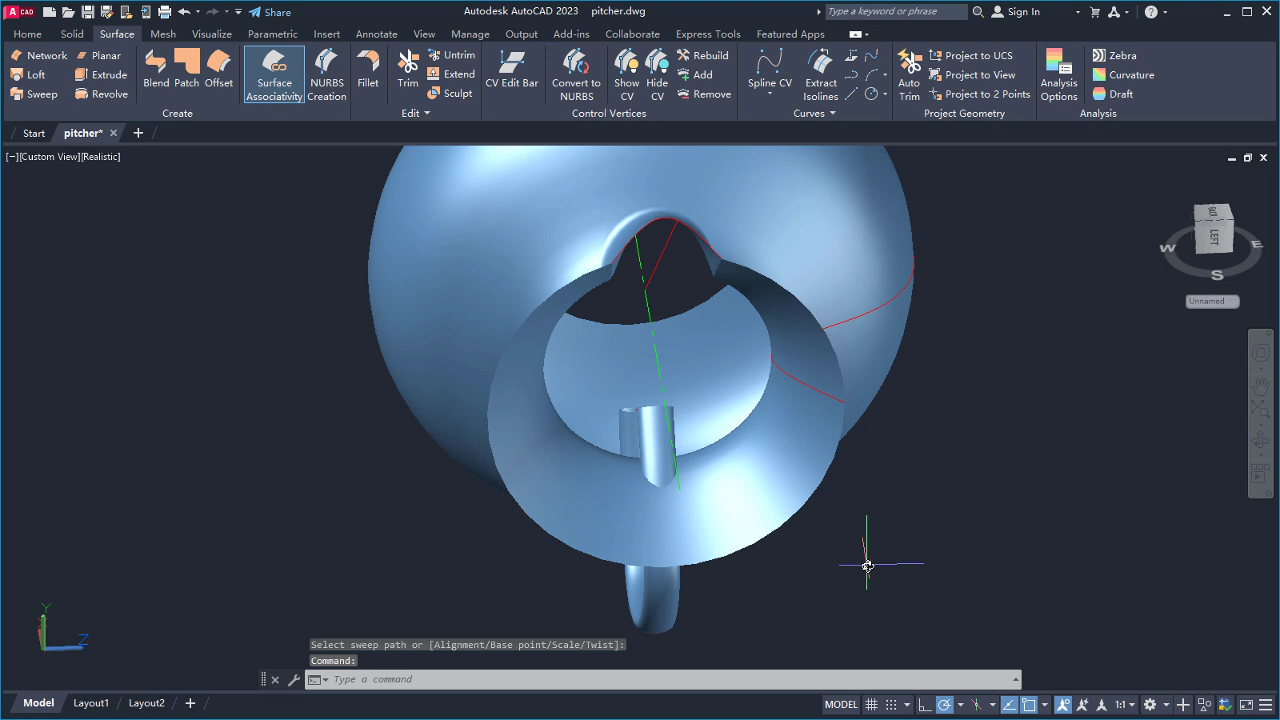 A CAD Share Autodesk AutoCAD 2023 pitcher.dwg Type a keyword or phrase Sign In
Home Solid Surface Mesh Visualize Parametric Insert Annotate View Manage Output Add-ins Collaborate Express Tools Featured Apps
Network Planar
Loft Extrude
Sweep Revolve
Blend Patch Offset
Surface
Associativity
NURBS
Creation
Create
Fillet
Trim
Untrim
Extend
Sculpt
Edit
CV Edit Bar
Convert to
NURBS
Show
CV
Hide
CV
Rebuild
Add
Remove
Control Vertices
Spline CV
Extract
Isolines
Curves
Auto
Trim
Project to UCS
Project to View
Project to 2 Points
Project Geometry
Analysis
Options
Zebra
Curvature
Draft
Analysis
Start pitcher*
[−][Custom View][Realistic]
LEFT
W E
S
Unnamed
Y
Z
Select sweep path or [Alignment/Base point/Scale/Twist]:
Command:
Type a command
Model Layout1 Layout2 MODEL 1:1